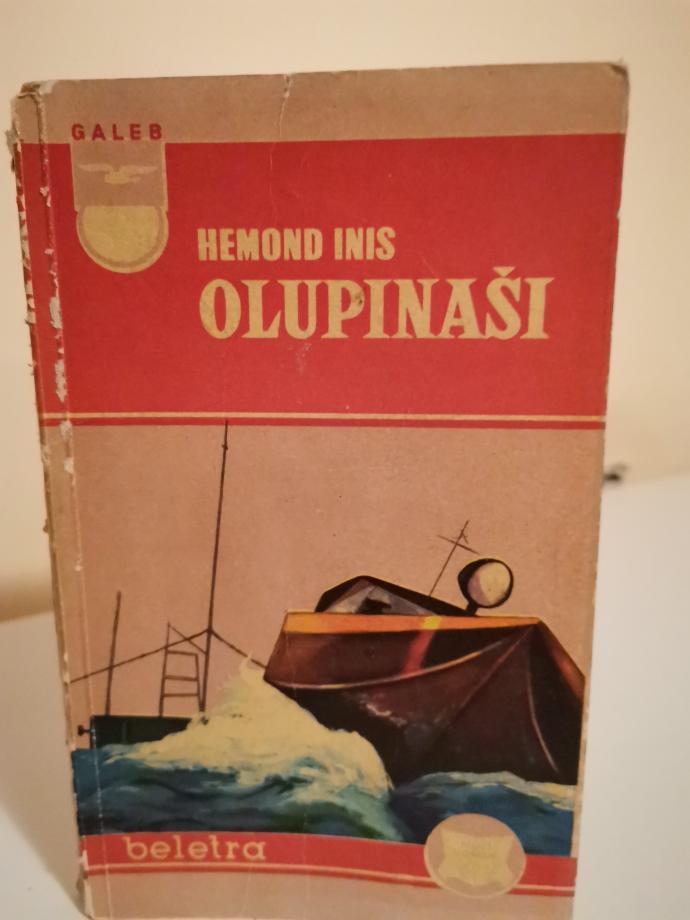 GALEB
HEMOND INIS
OLUPINAŠI
beletra